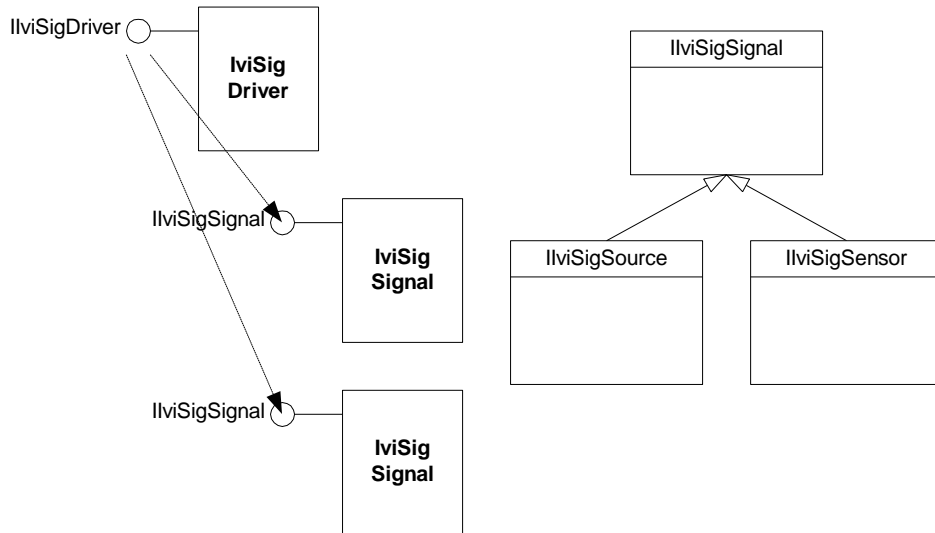 IIviSigDriver
IviSig
Driver
IIviSigSignal
IIviSigSignal
IviSig
Signal
IIviSigSource
IIviSigSensor
IIviSigSignal
IviSig
Signal